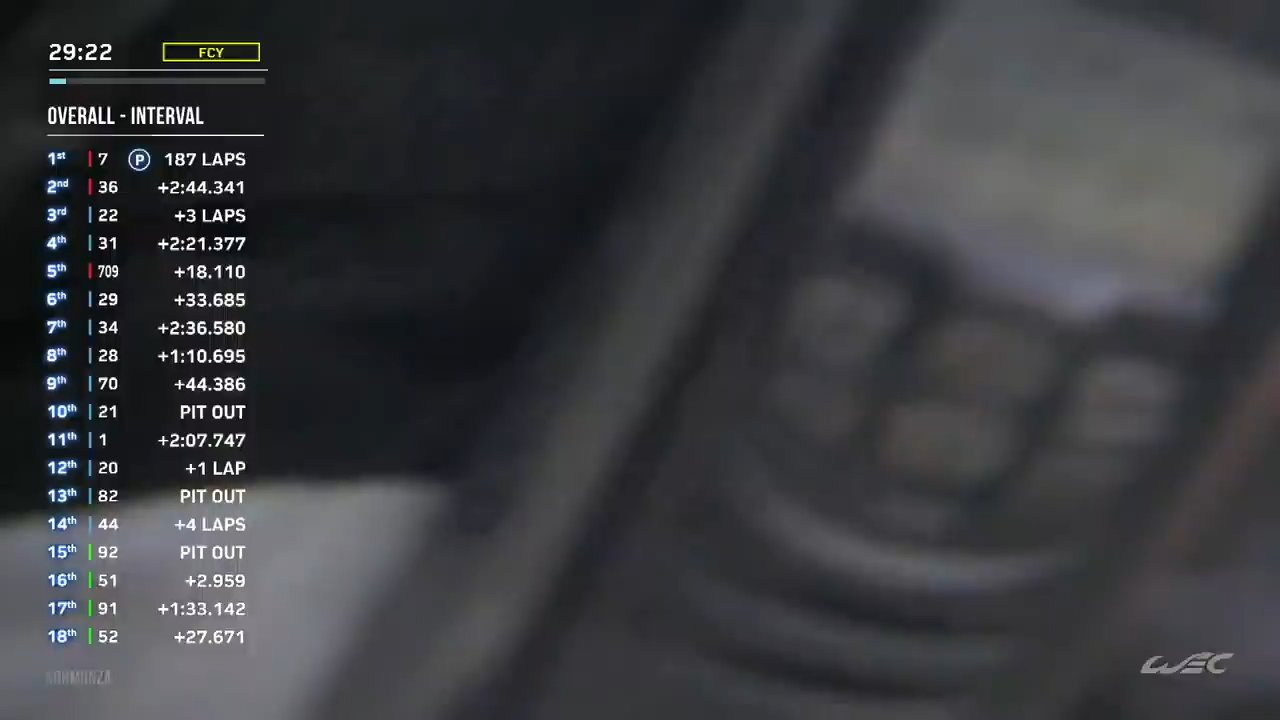 29:22 FCY
OVERALL - INTERVAL
1st 7 P 187 LAPS
2nd 36 +2:44.341
3rd 22 +3 LAPS
4th 31 +2:21.377
5th 709 +18.110
6th 29 +33.685
7th 34 +2:36.580
8th 28 +1:10.695
9th 70 +44.386
10th 21 PIT OUT
11th 1 +2:07.747
12th 20 +1 LAP
13th 82 PIT OUT
14th 44 +4 LAPS
15th 92 PIT OUT
16th 51 +2.959
17th 91 +1:33.142
18th 52 +27.671
WEC